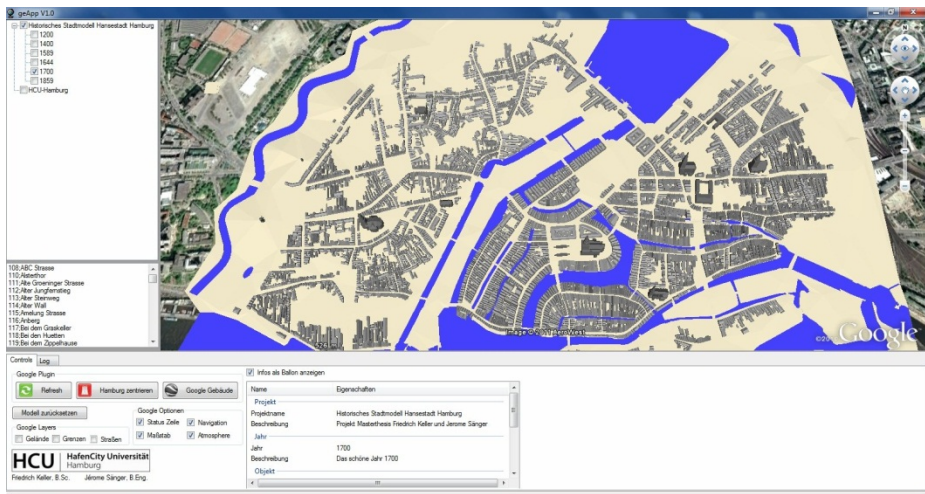 geApp V1.0
Historisches Stadtmodell Hansestadt Hamburg
1200
1400
1589
1644
1700
1859
HCU-Hamburg
N
108;ABC Strasse
110;Alsterthor
111;Alte Groeninger Strasse
112;Alter Jungfernstieg
113;Alter Steinweg
114;Alter Wall
115;Amelung Strasse
116;Anberg
117;Bei dem Graskeller
118;Bei den Huetten
119;Bei dem Zippelhause
Image © 2011 AeroWest
Google
Controls
Log
Google Plugin
Refresh
Hamburg zentrieren
Google Gebäude
Modell zurücksetzen
Google Layers
Gelände
Grenzen
Straßen
Google Optionen
Status Zeile
Navigation
Maßstab
Atmosphere
HCU HafenCity Universität
Hamburg
Friedrich Keller, B.Sc. Jérome Sänger, B.Eng.
Infos als Ballon anzeigen
Name Eigenschaften
Projekt
Projektname Historisches Stadtmodell Hansestadt Hamburg
Beschreibung Projekt Masterthesis Friedrich Keller und Jerome Sänger
Jahr
Jahr 1700
Beschreibung Das schöne Jahr 1700
Objekt